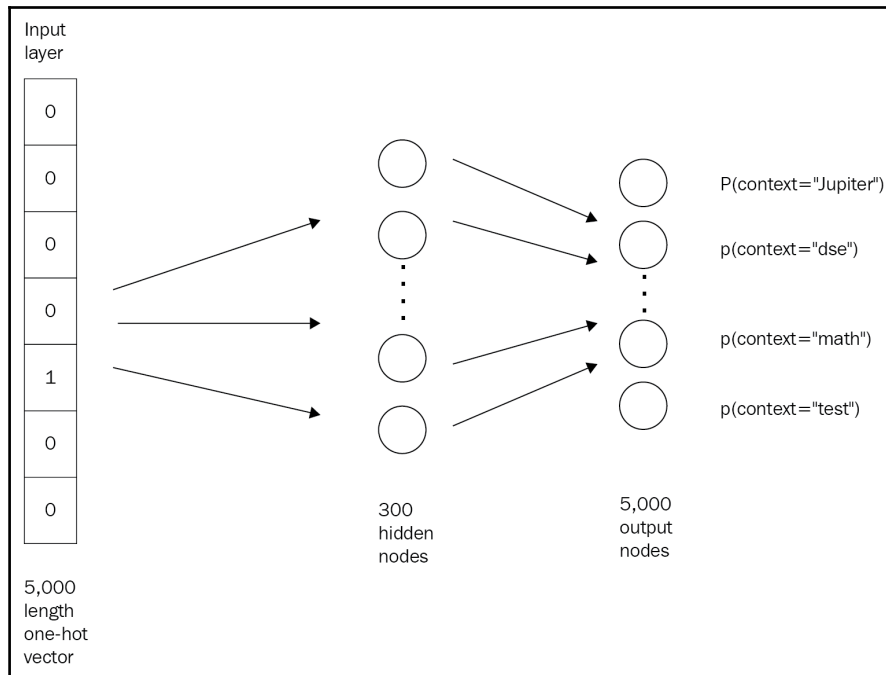 Input
layer
0
0
0
0
1
0
0
5,000
length
one-hot
vector
300
hidden
nodes
5,000
output
nodes
P(context="Jupiter")
p(context="dse")
p(context="math")
p(context="test")